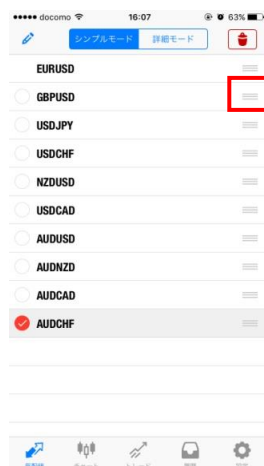 docomo 16:07 63%
シンプルモード 詳細モード
EURUSD
GBPUSD
USDJPY
USDCHF
NZDUSD
USDCAD
AUDUSD
AUDNZD
AUDCAD
AUDCHF